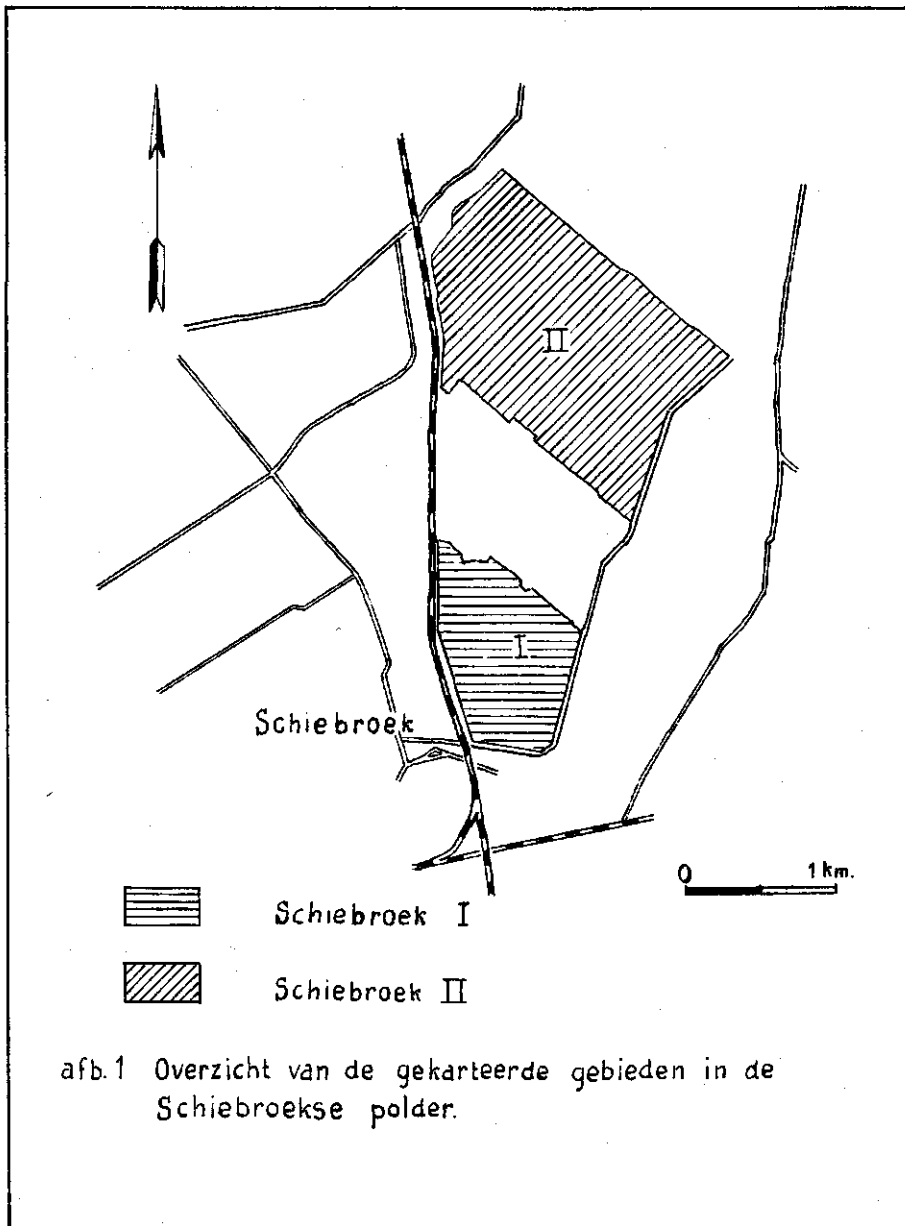 II
I
Schiebroek
0 1 km.
Schiebroek I
Schiebroek II
afb. 1 Overzicht van de gekarteerde gebieden in de
Schiebroekse polder.